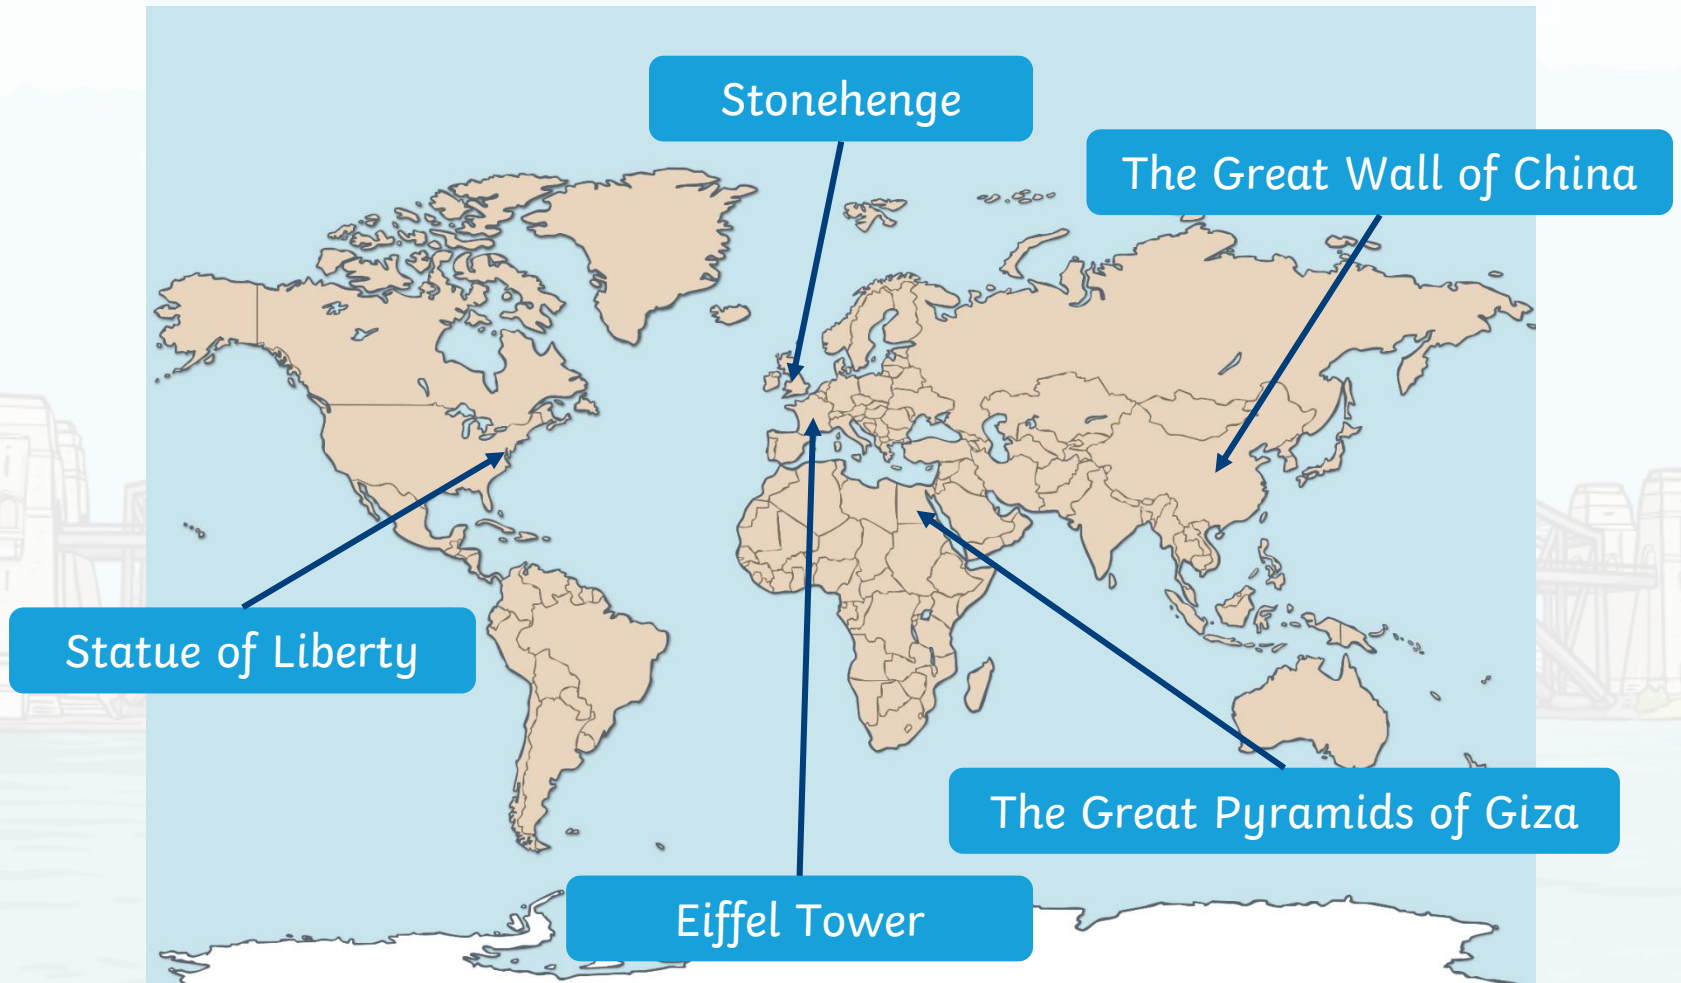 Stonehenge
The Great Wall of China
Statue of Liberty
The Great Pyramids of Giza
Eiffel Tower